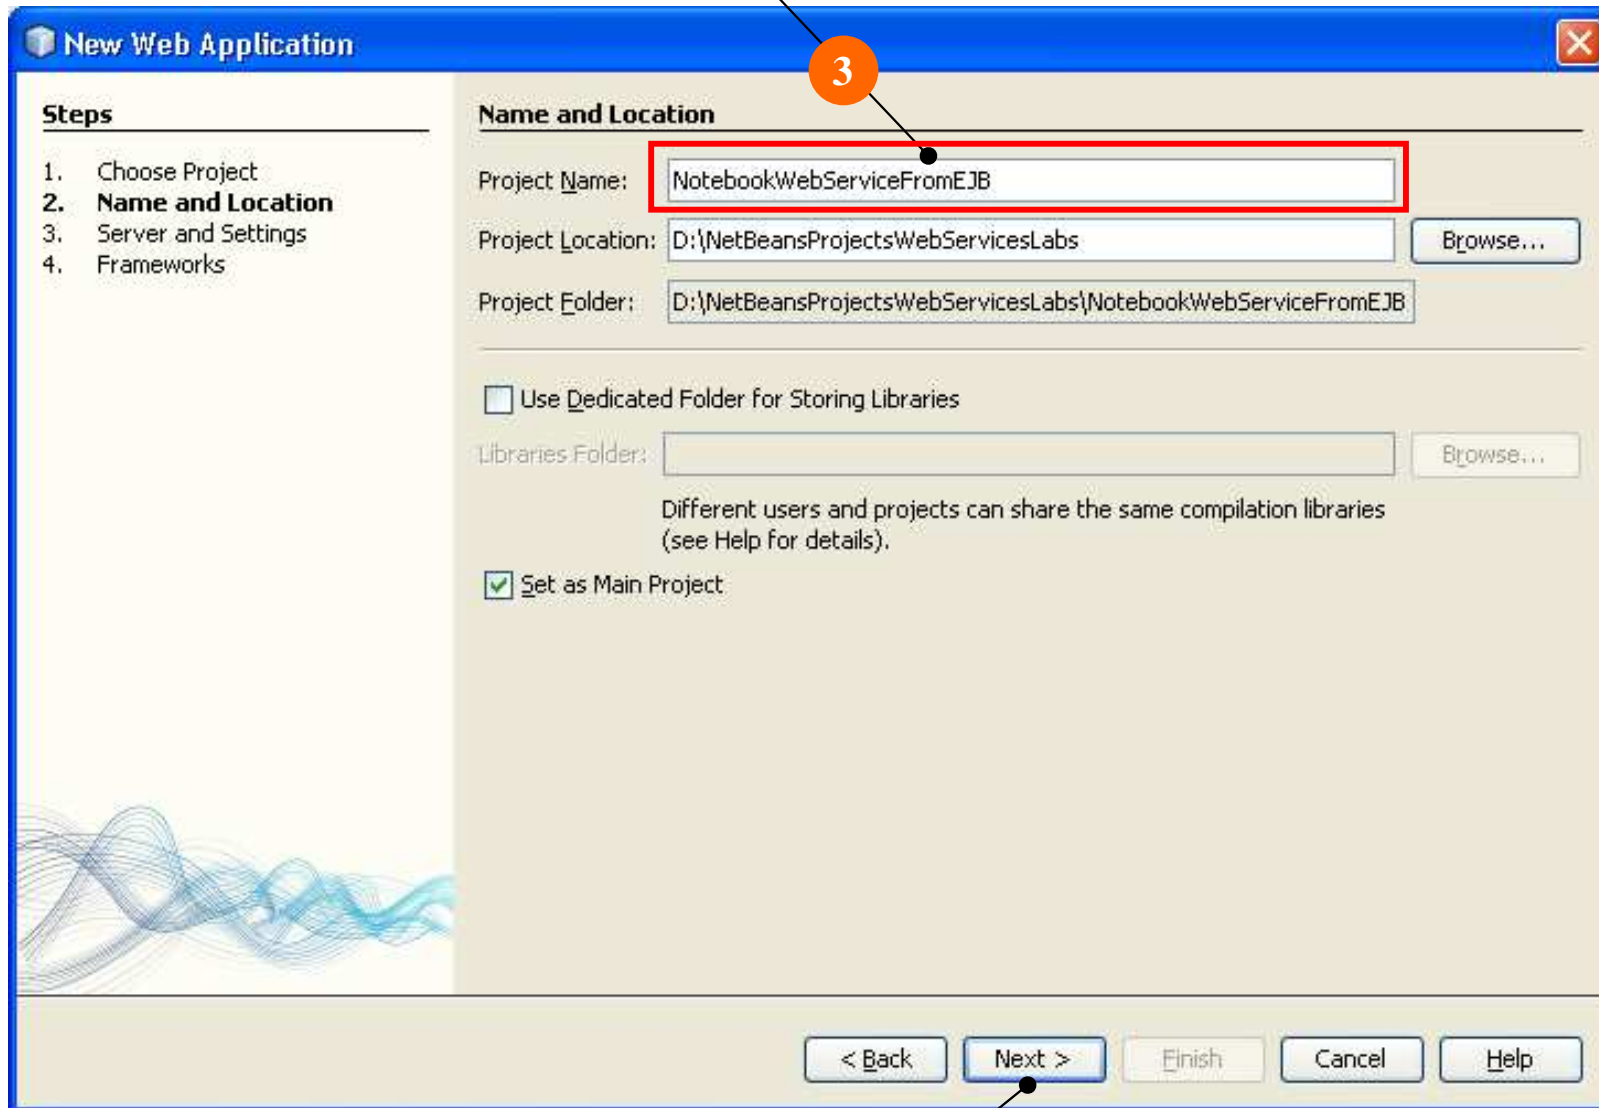 New Web Application
3
Steps
1. Choose Project
2. Name and Location
3. Server and Settings
4. Frameworks
Name and Location
Project Name: NotebookWebServiceFromEJB
Project Location: D:\NetBeansProjectsWebServicesLabs Browse...
Project Folder: D:\NetBeansProjectsWebServicesLabs\NotebookWebServiceFromEJB
Use Dedicated Folder for Storing Libraries
Libraries Folder: Browse...
Different users and projects can share the same compilation libraries
(see Help for details).
Set as Main Project
< Back Next > Finish Cancel Help